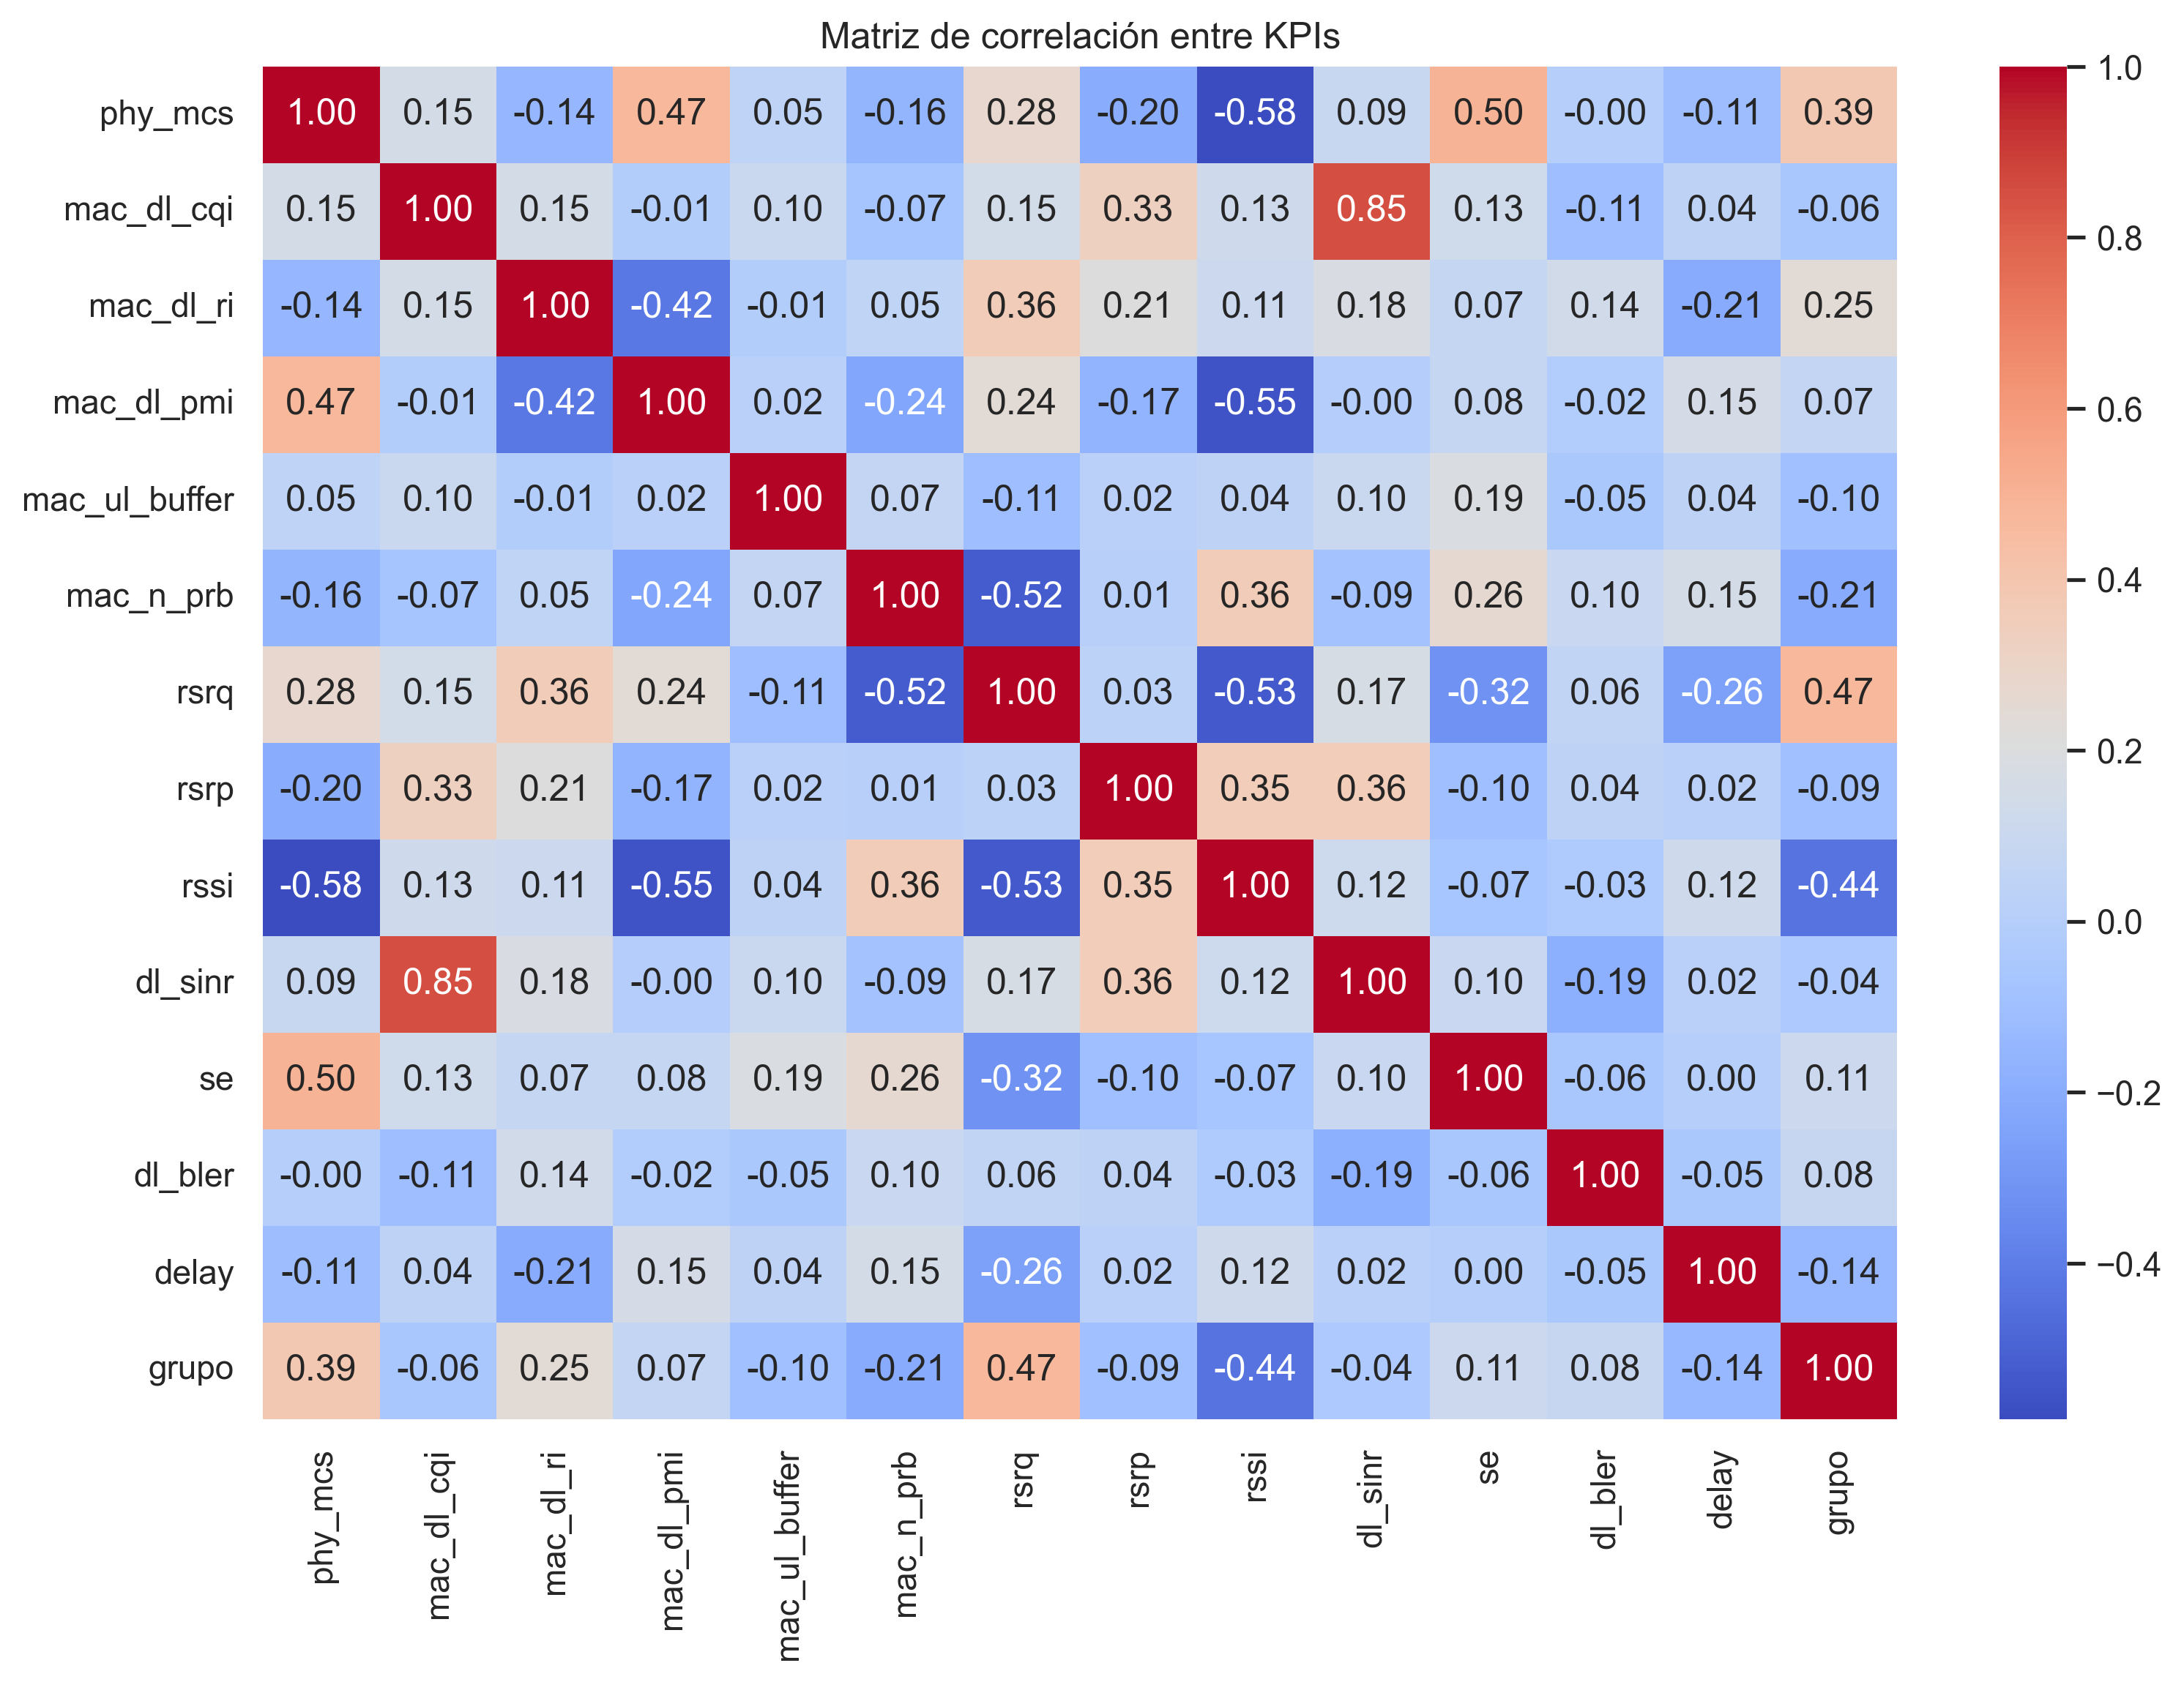 Matriz de correlación entre KPIs
phy_mcs 1.00 0.15 -0.14 0.47 0.05 -0.16 0.28 -0.20 -0.58 0.09 0.50 -0.00 -0.11 0.39
mac_dl_cqi 0.15 1.00 0.15 -0.01 0.10 -0.07 0.15 0.33 0.13 0.85 0.13 -0.11 0.04 -0.06
mac_dl_ri -0.14 0.15 1.00 -0.42 -0.01 0.05 0.36 0.21 0.11 0.18 0.07 0.14 -0.21 0.25
mac_dl_pmi 0.47 -0.01 -0.42 1.00 0.02 -0.24 0.24 -0.17 -0.55 -0.00 0.08 -0.02 0.15 0.07
mac_ul_buffer 0.05 0.10 -0.01 0.02 1.00 0.07 -0.11 0.02 0.04 0.10 0.19 -0.05 0.04 -0.10
mac_n_prb -0.16 -0.07 0.05 -0.24 0.07 1.00 -0.52 0.01 0.36 -0.09 0.26 0.10 0.15 -0.21
rsrq 0.28 0.15 0.36 0.24 -0.11 -0.52 1.00 0.03 -0.53 0.17 -0.32 0.06 -0.26 0.47
rsrp -0.20 0.33 0.21 -0.17 0.02 0.01 0.03 1.00 0.35 0.36 -0.10 0.04 0.02 -0.09
rssi -0.58 0.13 0.11 -0.55 0.04 0.36 -0.53 0.35 1.00 0.12 -0.07 -0.03 0.12 -0.44
dl_sinr 0.09 0.85 0.18 -0.00 0.10 -0.09 0.17 0.36 0.12 1.00 0.10 -0.19 0.02 -0.04
se 0.50 0.13 0.07 0.08 0.19 0.26 -0.32 -0.10 -0.07 0.10 1.00 -0.06 0.00 0.11
dl_bler -0.00 -0.11 0.14 -0.02 -0.05 0.10 0.06 0.04 -0.03 -0.19 -0.06 1.00 -0.05 0.08
delay -0.11 0.04 -0.21 0.15 0.04 0.15 -0.26 0.02 0.12 0.02 0.00 -0.05 1.00 -0.14
grupo 0.39 -0.06 0.25 0.07 -0.10 -0.21 0.47 -0.09 -0.44 -0.04 0.11 0.08 -0.14 1.00
phy_mcs mac_dl_cqi mac_dl_ri mac_dl_pmi mac_ul_buffer mac_n_prb rsrq rsrp rssi dl_sinr se dl_bler delay grupo
1.0
0.8
0.6
0.4
0.2
0.0
−0.2
−0.4